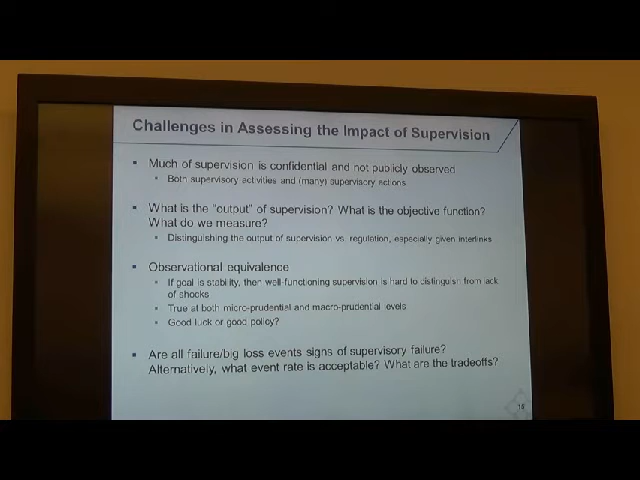 Challenges in Assessing the Impact of Supervision
▪ Much of supervision is confidential and not publicly observed
▪ Both supervisory activities and (many) supervisory actions
▪ What is the "output" of supervision? What is the objective function?
What do we measure?
▪ Distinguishing the output of supervision vs. regulation, especially given interlinks
▪ Observational equivalence
▪ If goal is stability, then well-functioning supervision is hard to distinguish from lack
of shocks
▪ True at both micro-prudential and macro-prudential levels
▪ Good luck or good policy?
▪ Are all failure/big loss events signs of supervisory failure?
Alternatively, what event rate is acceptable? What are the tradeoffs?